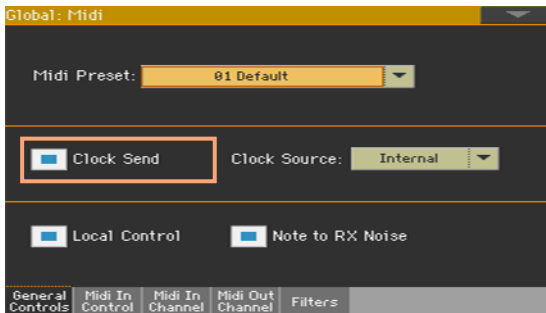 Global: Midi
Midi Preset: 01 Default
Clock Send Clock Source: Internal
Local Control Note to RX Noise
General Controls Midi In Control Midi In Channel Midi Out Channel Filters